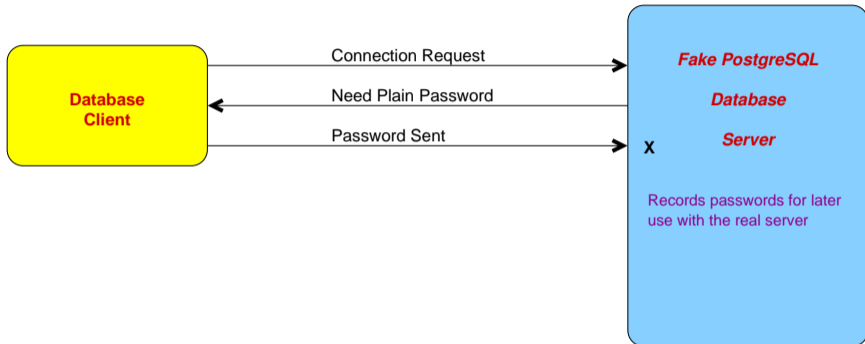 Connection Request
Fake PostgreSQL
Database
Client
Need Plain Password
Database
Password Sent
Server
X
Records passwords for later
use with the real server